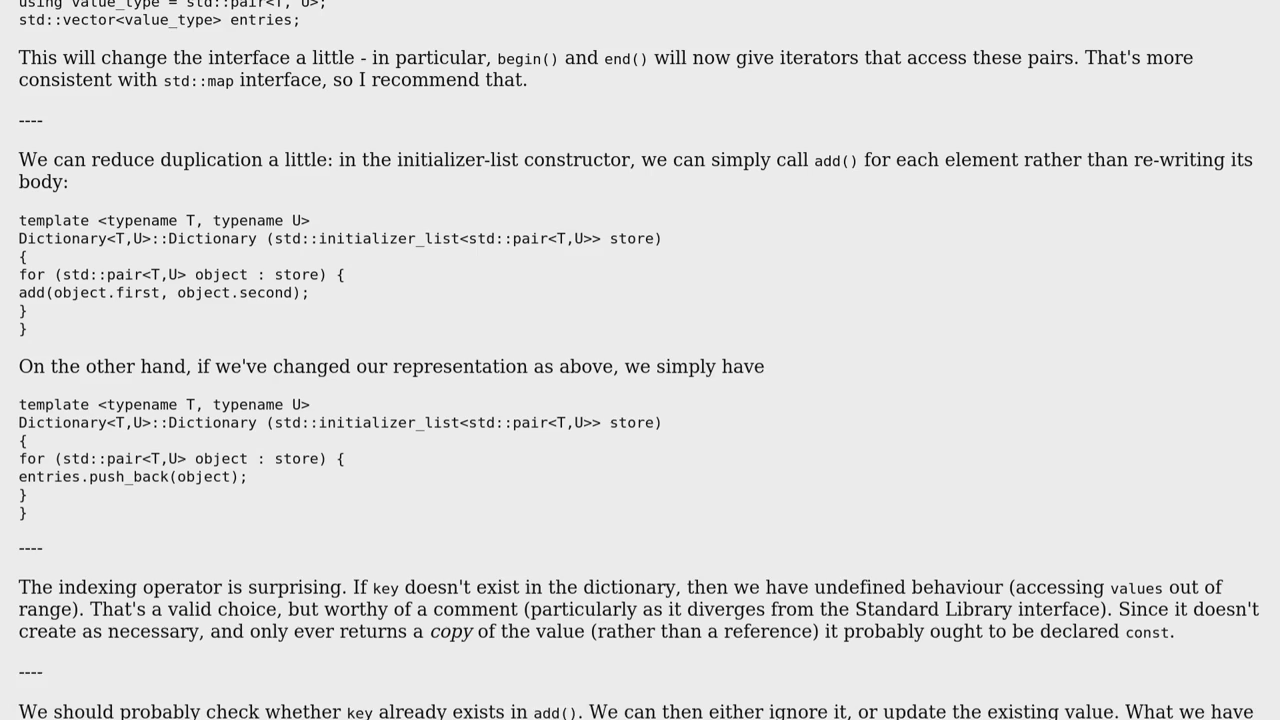 using value_type = std::pair<T, U>;
std::vector<value_type> entries;
This will change the interface a little - in particular, begin() and end() will now give iterators that access these pairs. That's more
consistent with std::map interface, so I recommend that.
----
We can reduce duplication a little: in the initializer-list constructor, we can simply call add() for each element rather than re-writing its
body:
template <typename T, typename U>
Dictionary<T,U>::Dictionary (std::initializer_list<std::pair<T,U>> store)
{
for (std::pair<T,U> object : store) {
add(object.first, object.second);
}
}
On the other hand, if we've changed our representation as above, we simply have
template <typename T, typename U>
Dictionary<T,U>::Dictionary (std::initializer_list<std::pair<T,U>> store)
{
for (std::pair<T,U> object : store) {
entries.push_back(object);
}
}
----
The indexing operator is surprising. If key doesn't exist in the dictionary, then we have undefined behaviour (accessing values out of
range). That's a valid choice, but worthy of a comment (particularly as it diverges from the Standard Library interface). Since it doesn't
create as necessary, and only ever returns a copy of the value (rather than a reference) it probably ought to be declared const.
----
We should probably check whether key already exists in add(). We can then either ignore it, or update the existing value. What we have